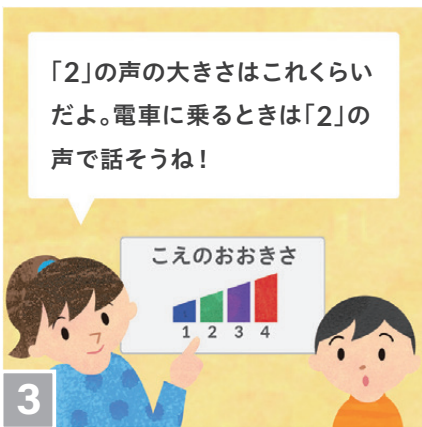 「2」の声の大きさはこれくらい
だよ。電車に乗るときは「2」の
声で話そうね！
こえのおおきさ
1 2 3 4
3